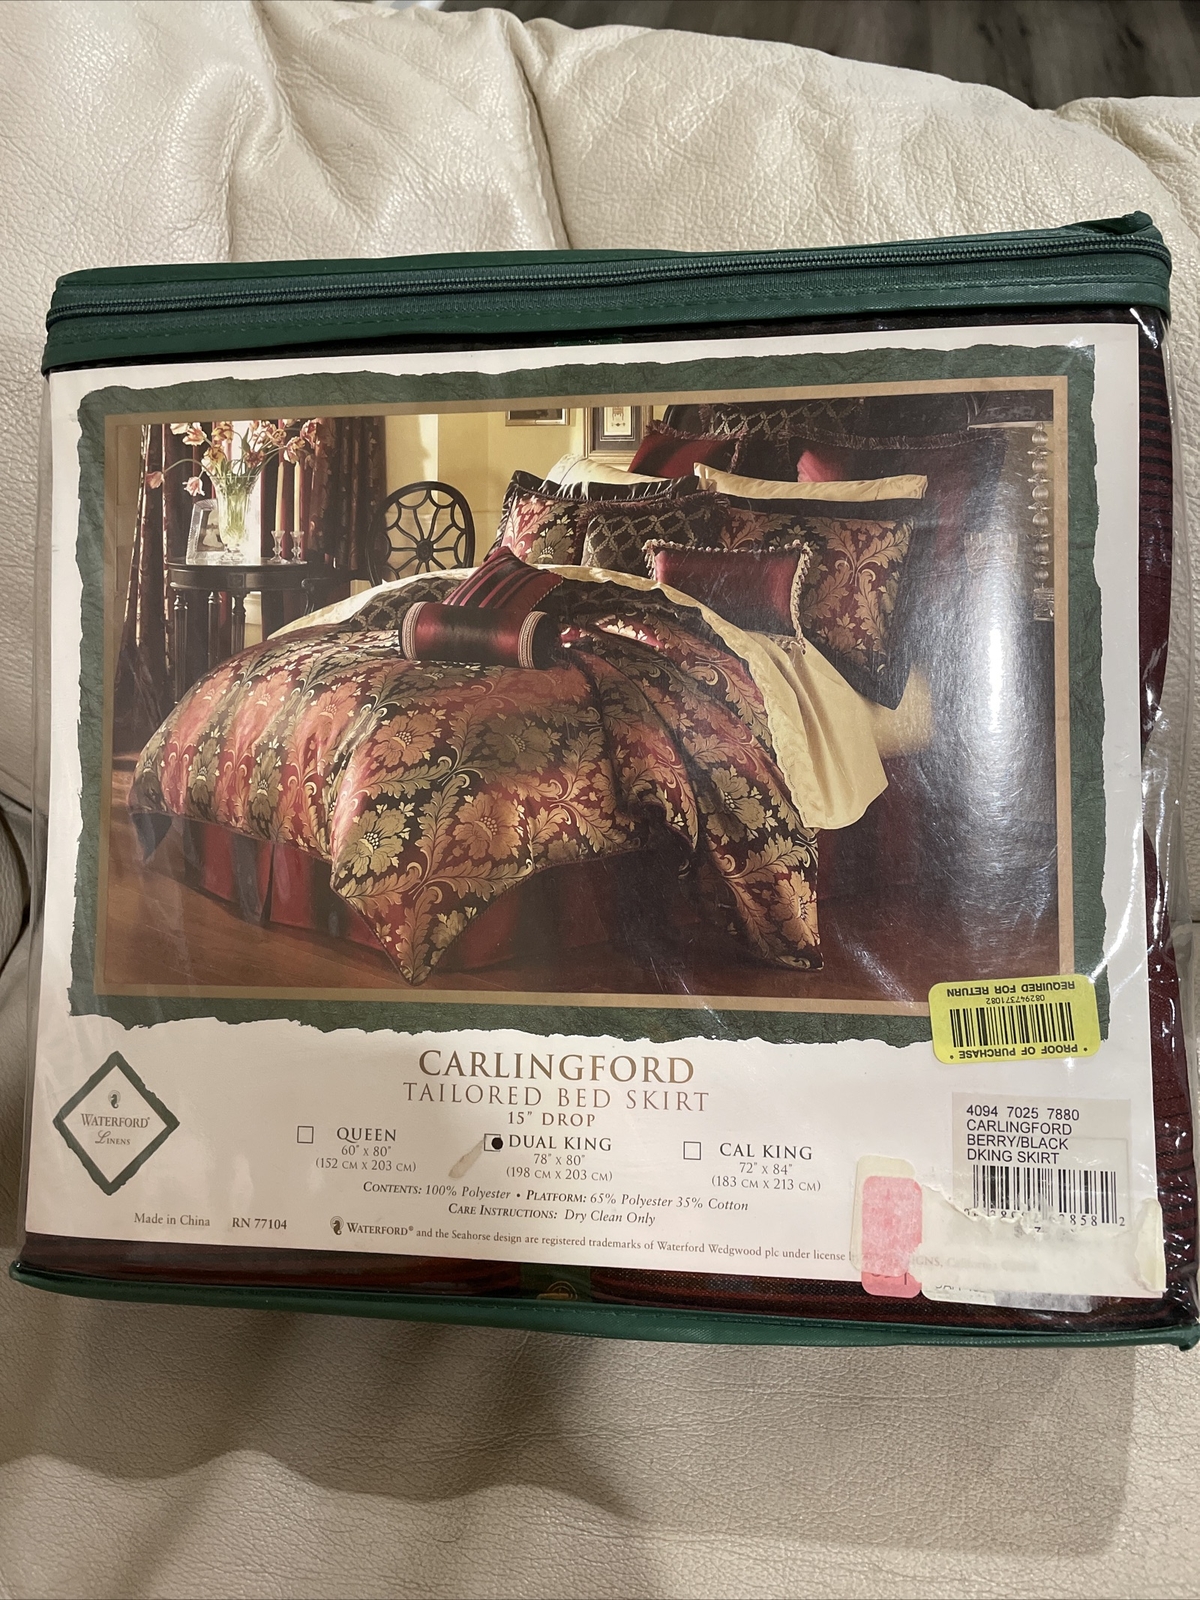 REQUIRED FOR RETURN
082947371082
* PROOF OF PURCHASE *
CARLINGFORD
TAILORED BED SKIRT
15" DROP
WATERFORD®
LINENS
QUEEN
60" x 80"
(152 CM X 203 CM)
DUAL KING
78" x 80"
(198 CM X 203 CM)
CAL KING
72" x 84"
(183 CM X 213 CM)
CONTENTS: 100% Polyester • PLATFORM: 65% Polyester 35% Cotton
CARE INSTRUCTIONS: Dry Clean Only
Made in China RN 77104
WATERFORD® and the Seahorse design are registered trademarks of Waterford Wedgwood plc under license
4094 7025 7880
CARLINGFORD
BERRY/BLACK
DKING SKIRT